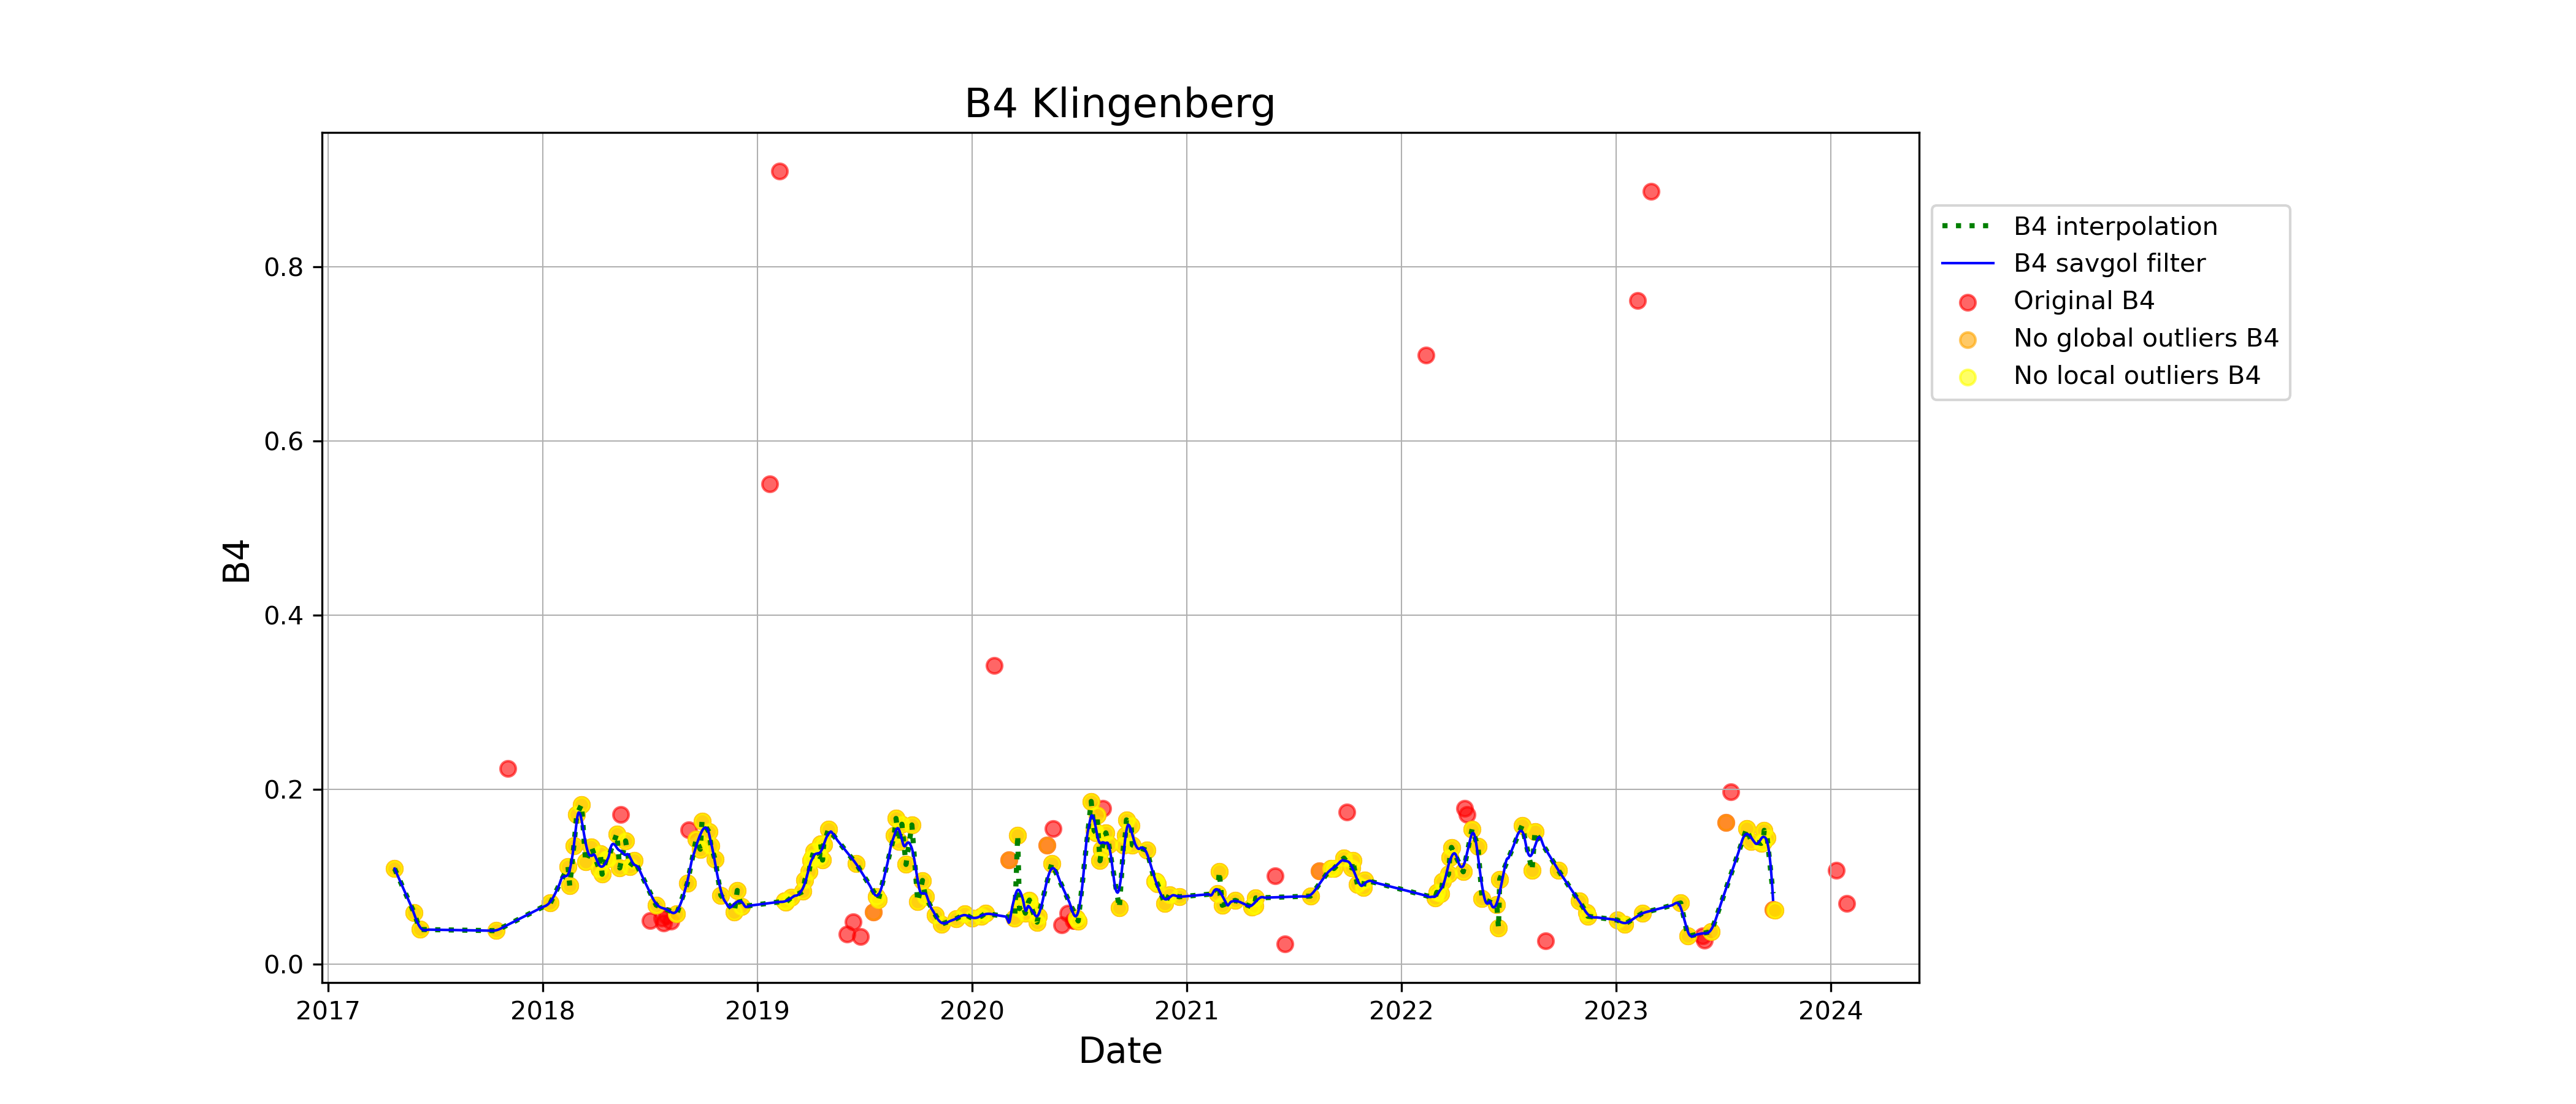 B4 Klingenberg
B4
0.8
0.6
0.4
0.2
0.0
2017 2018 2019 2020 2021 2022 2023 2024
Date
B4 interpolation
B4 savgol filter
Original B4
No global outliers B4
No local outliers B4